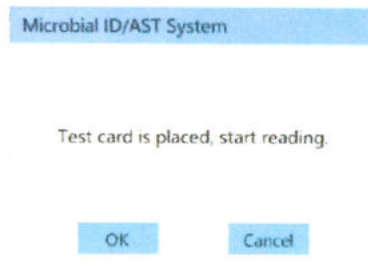 Microbial ID/AST System
Test card is placed, start reading.
OK
Cancel